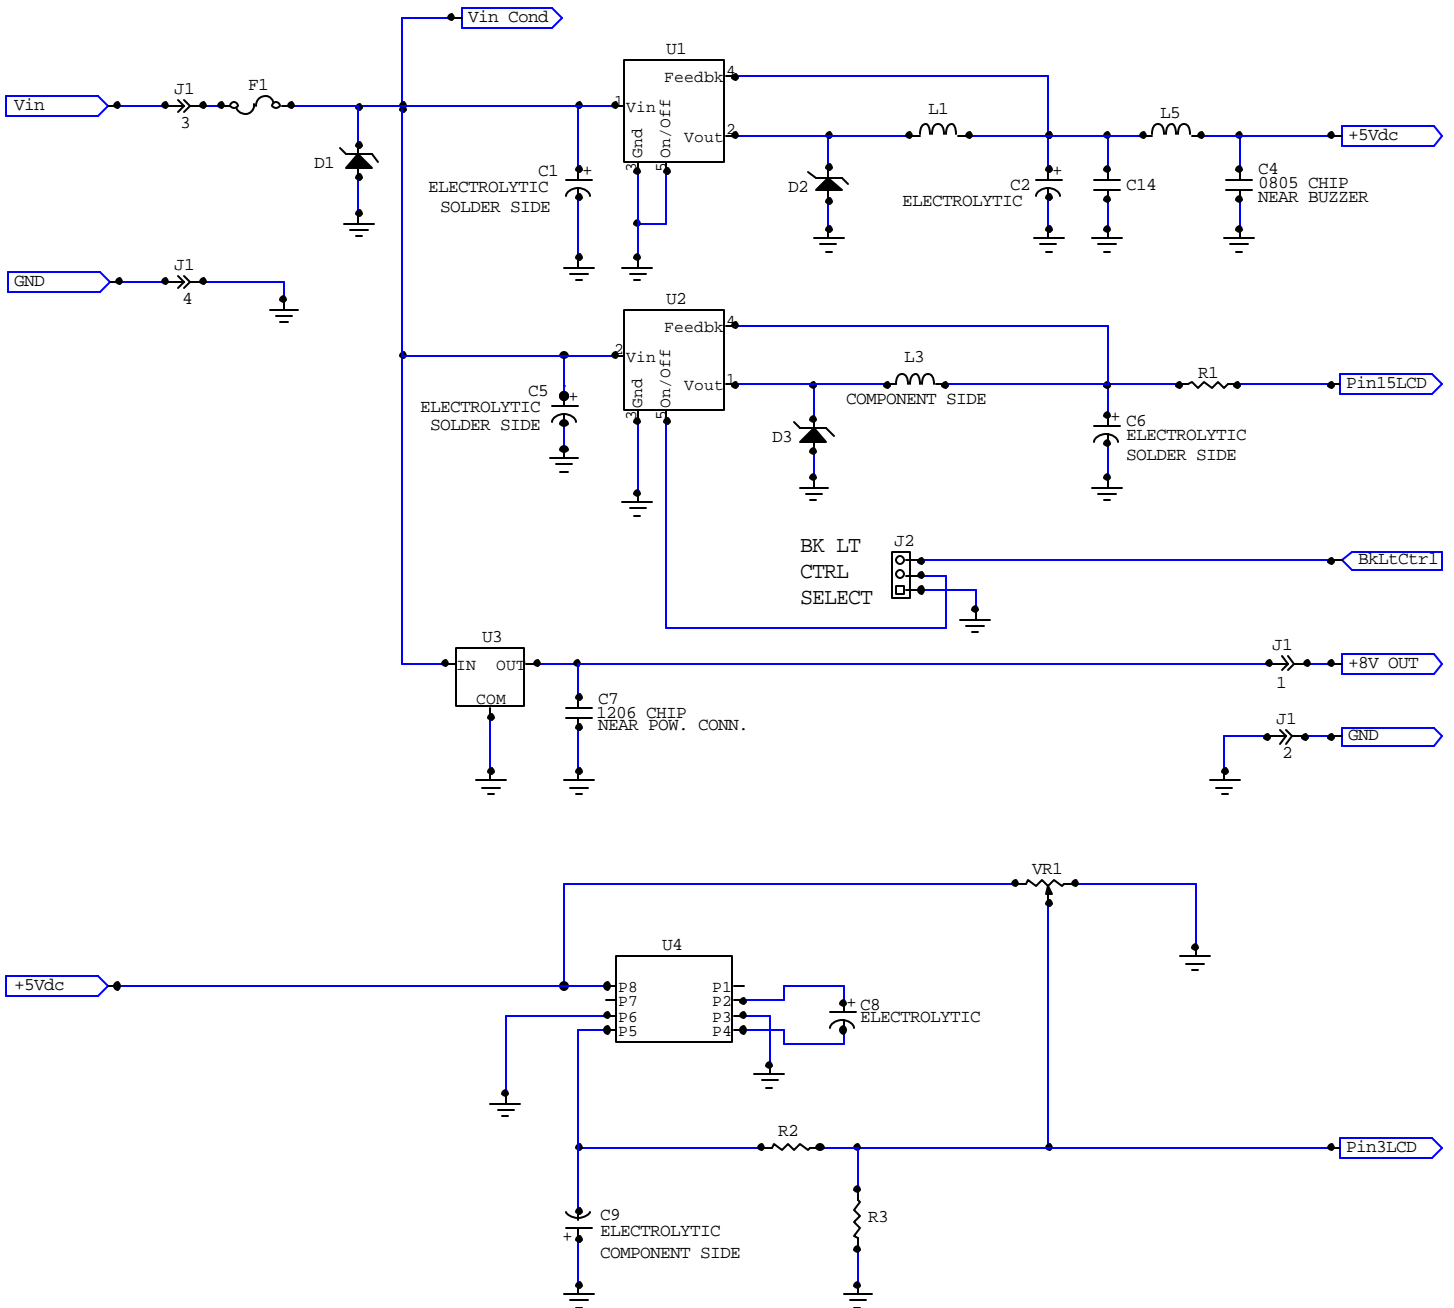 Vin Cond
U1
Feedbk
4
Vin
J1
3
F1
1
Vin
Gnd
On/Off
Vout
2
3
5
L1
L5
+5Vdc
D1
C1
+
ELECTROLYTIC
SOLDER SIDE
D2
C2
+
ELECTROLYTIC
C14
C4
0805 CHIP
NEAR BUZZER
GND
J1
4
U2
Feedbk
4
2
Vin
Gnd
On/Off
Vout
1
3
5
L3
COMPONENT SIDE
R1
Pin15LCD
C5
+
ELECTROLYTIC
SOLDER SIDE
D3
+
C6
ELECTROLYTIC
SOLDER SIDE
BK LT
CTRL
SELECT
J2
BkLtCtrl
U3
IN
OUT
COM
J1
1
+8V OUT
C7
1206 CHIP
NEAR POW. CONN.
J1
2
GND
VR1
+5Vdc
U4
P8
P7
P6
P5
P1
P2
P3
P4
+
C8
ELECTROLYTIC
R2
Pin3LCD
C9
+
ELECTROLYTIC
COMPONENT SIDE
R3